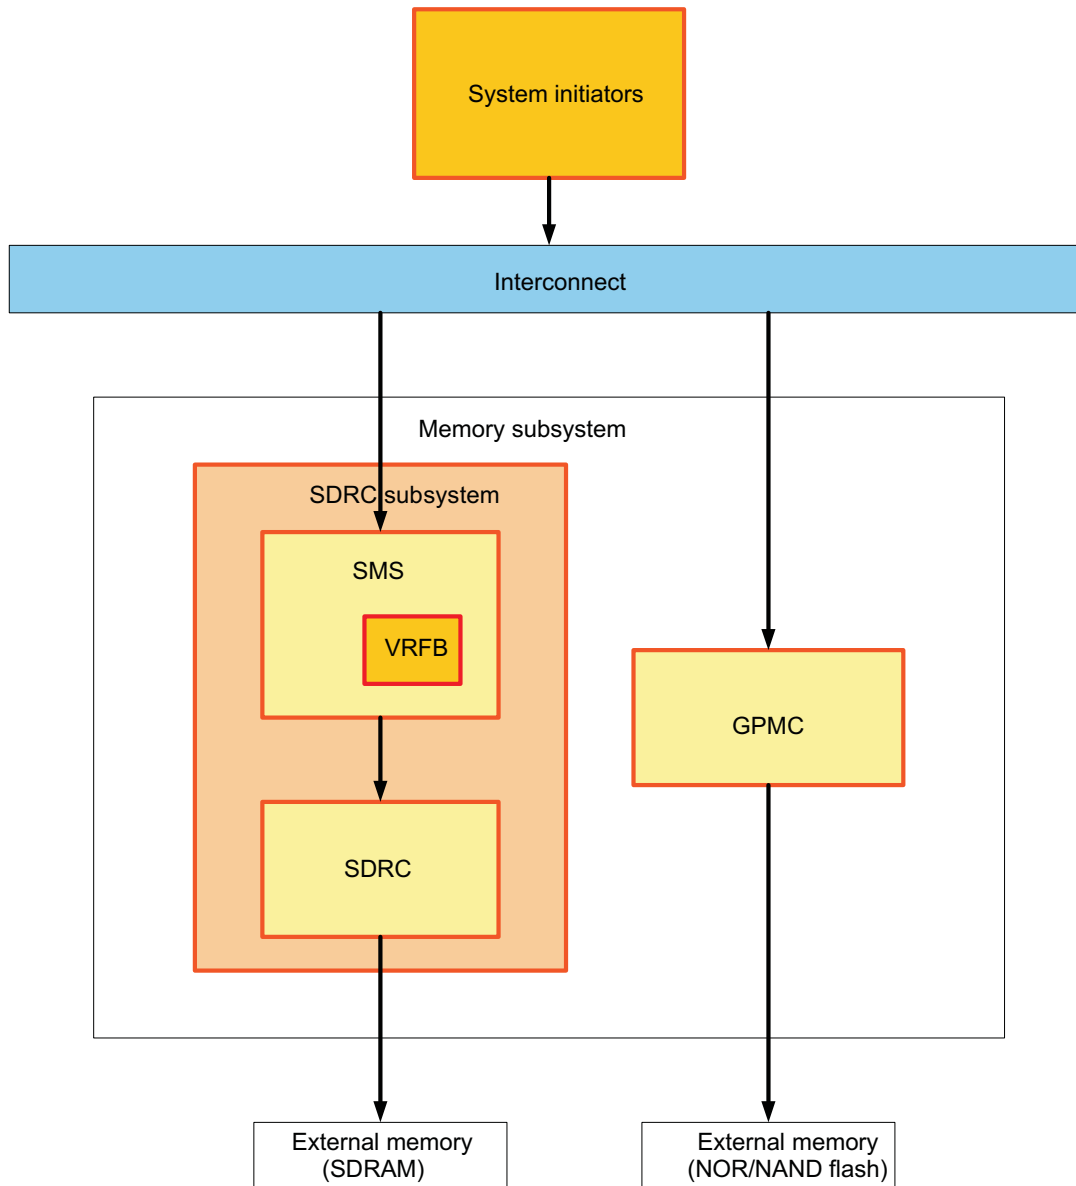 System initiators
Interconnect
Memory subsystem
SDRC subsystem
SMS
VRFB
GPMC
SDRC
External memory
(SDRAM)
External memory
(NOR/NAND flash)